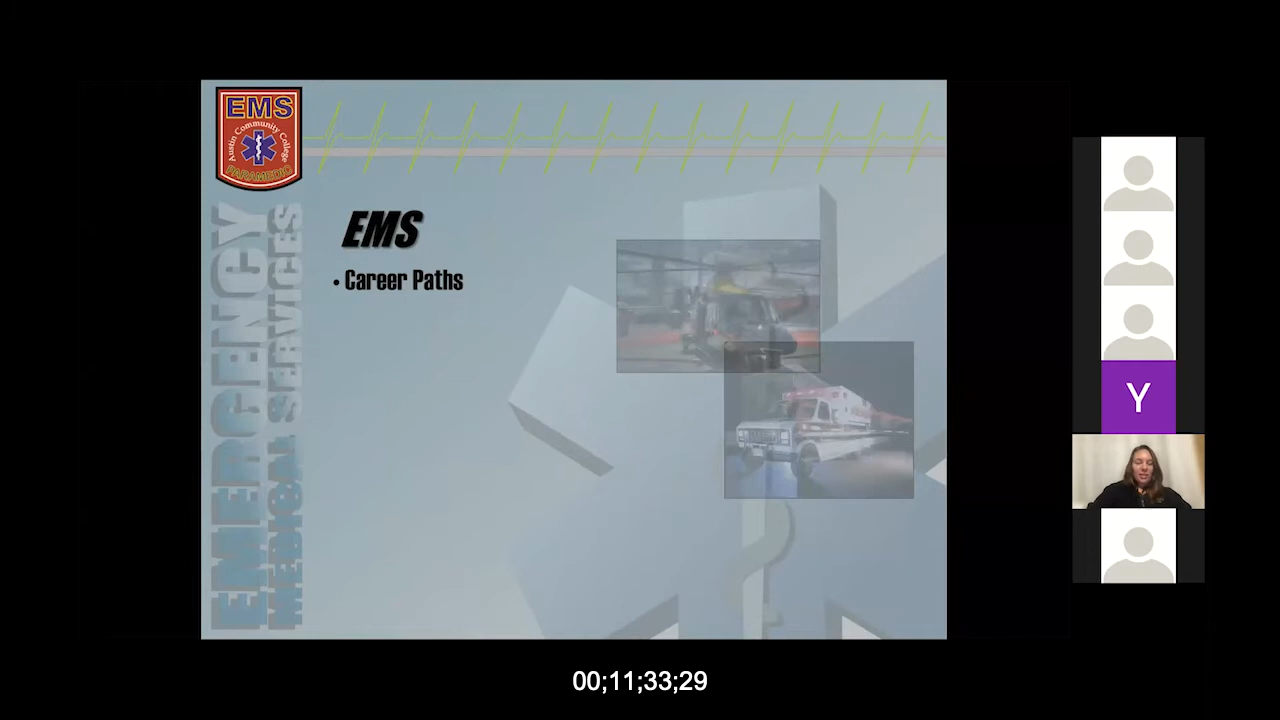 EMS
Austin Community College
PARAMEDIC
EMERGENCY
MEDICAL SERVICES
EMS
• Career Paths
Y
00;11;33;29